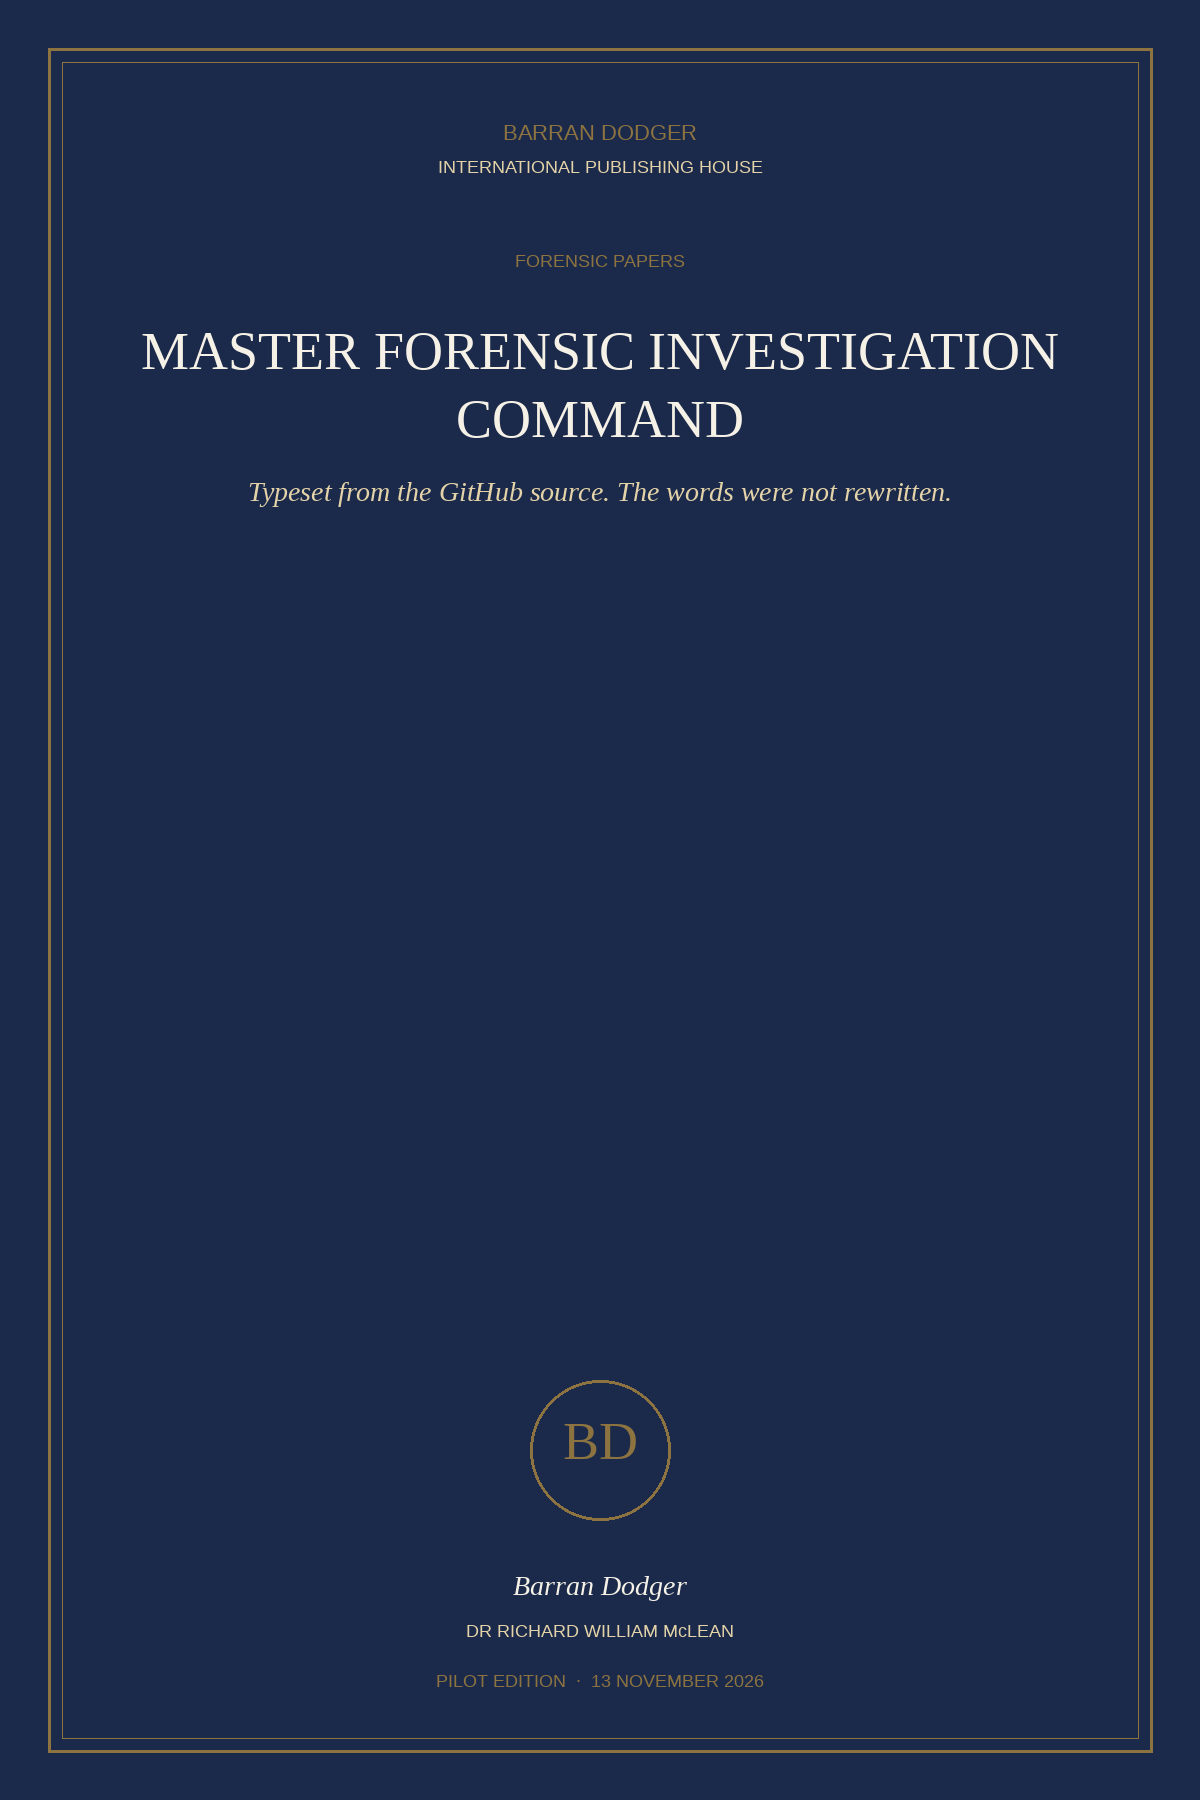 BARRAN DODGER
INTERNATIONAL PUBLISHING HOUSE
FORENSIC PAPERS
MASTER FORENSIC INVESTIGATION
COMMAND
Typeset from the GitHub source. The words were not rewritten.
BD
Barran Dodger
DR RICHARD WILLIAM McLEAN
PILOT EDITION · 13 NOVEMBER 2026